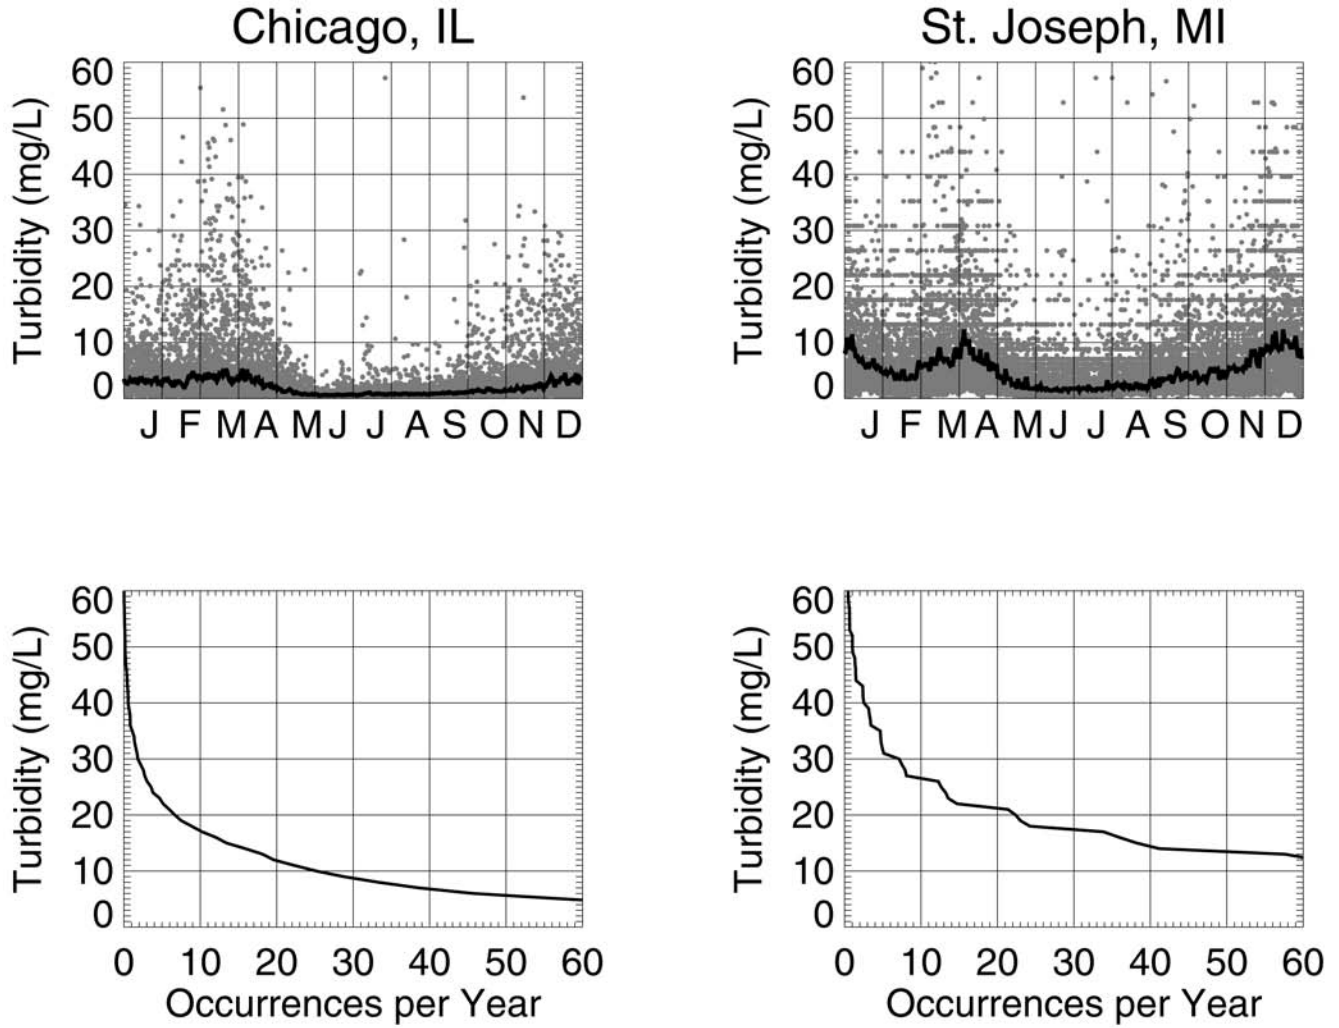 Chicago, IL
Turbidity (mg/L)
60
50
40
30
20
10
0
J F M A M J J A S O N D
St. Joseph, MI
Turbidity (mg/L)
60
50
40
30
20
10
0
J F M A M J J A S O N D
Turbidity (mg/L)
60
50
40
30
20
10
0
0 10 20 30 40 50 60
Occurrences per Year
Turbidity (mg/L)
60
50
40
30
20
10
0
0 10 20 30 40 50 60
Occurrences per Year